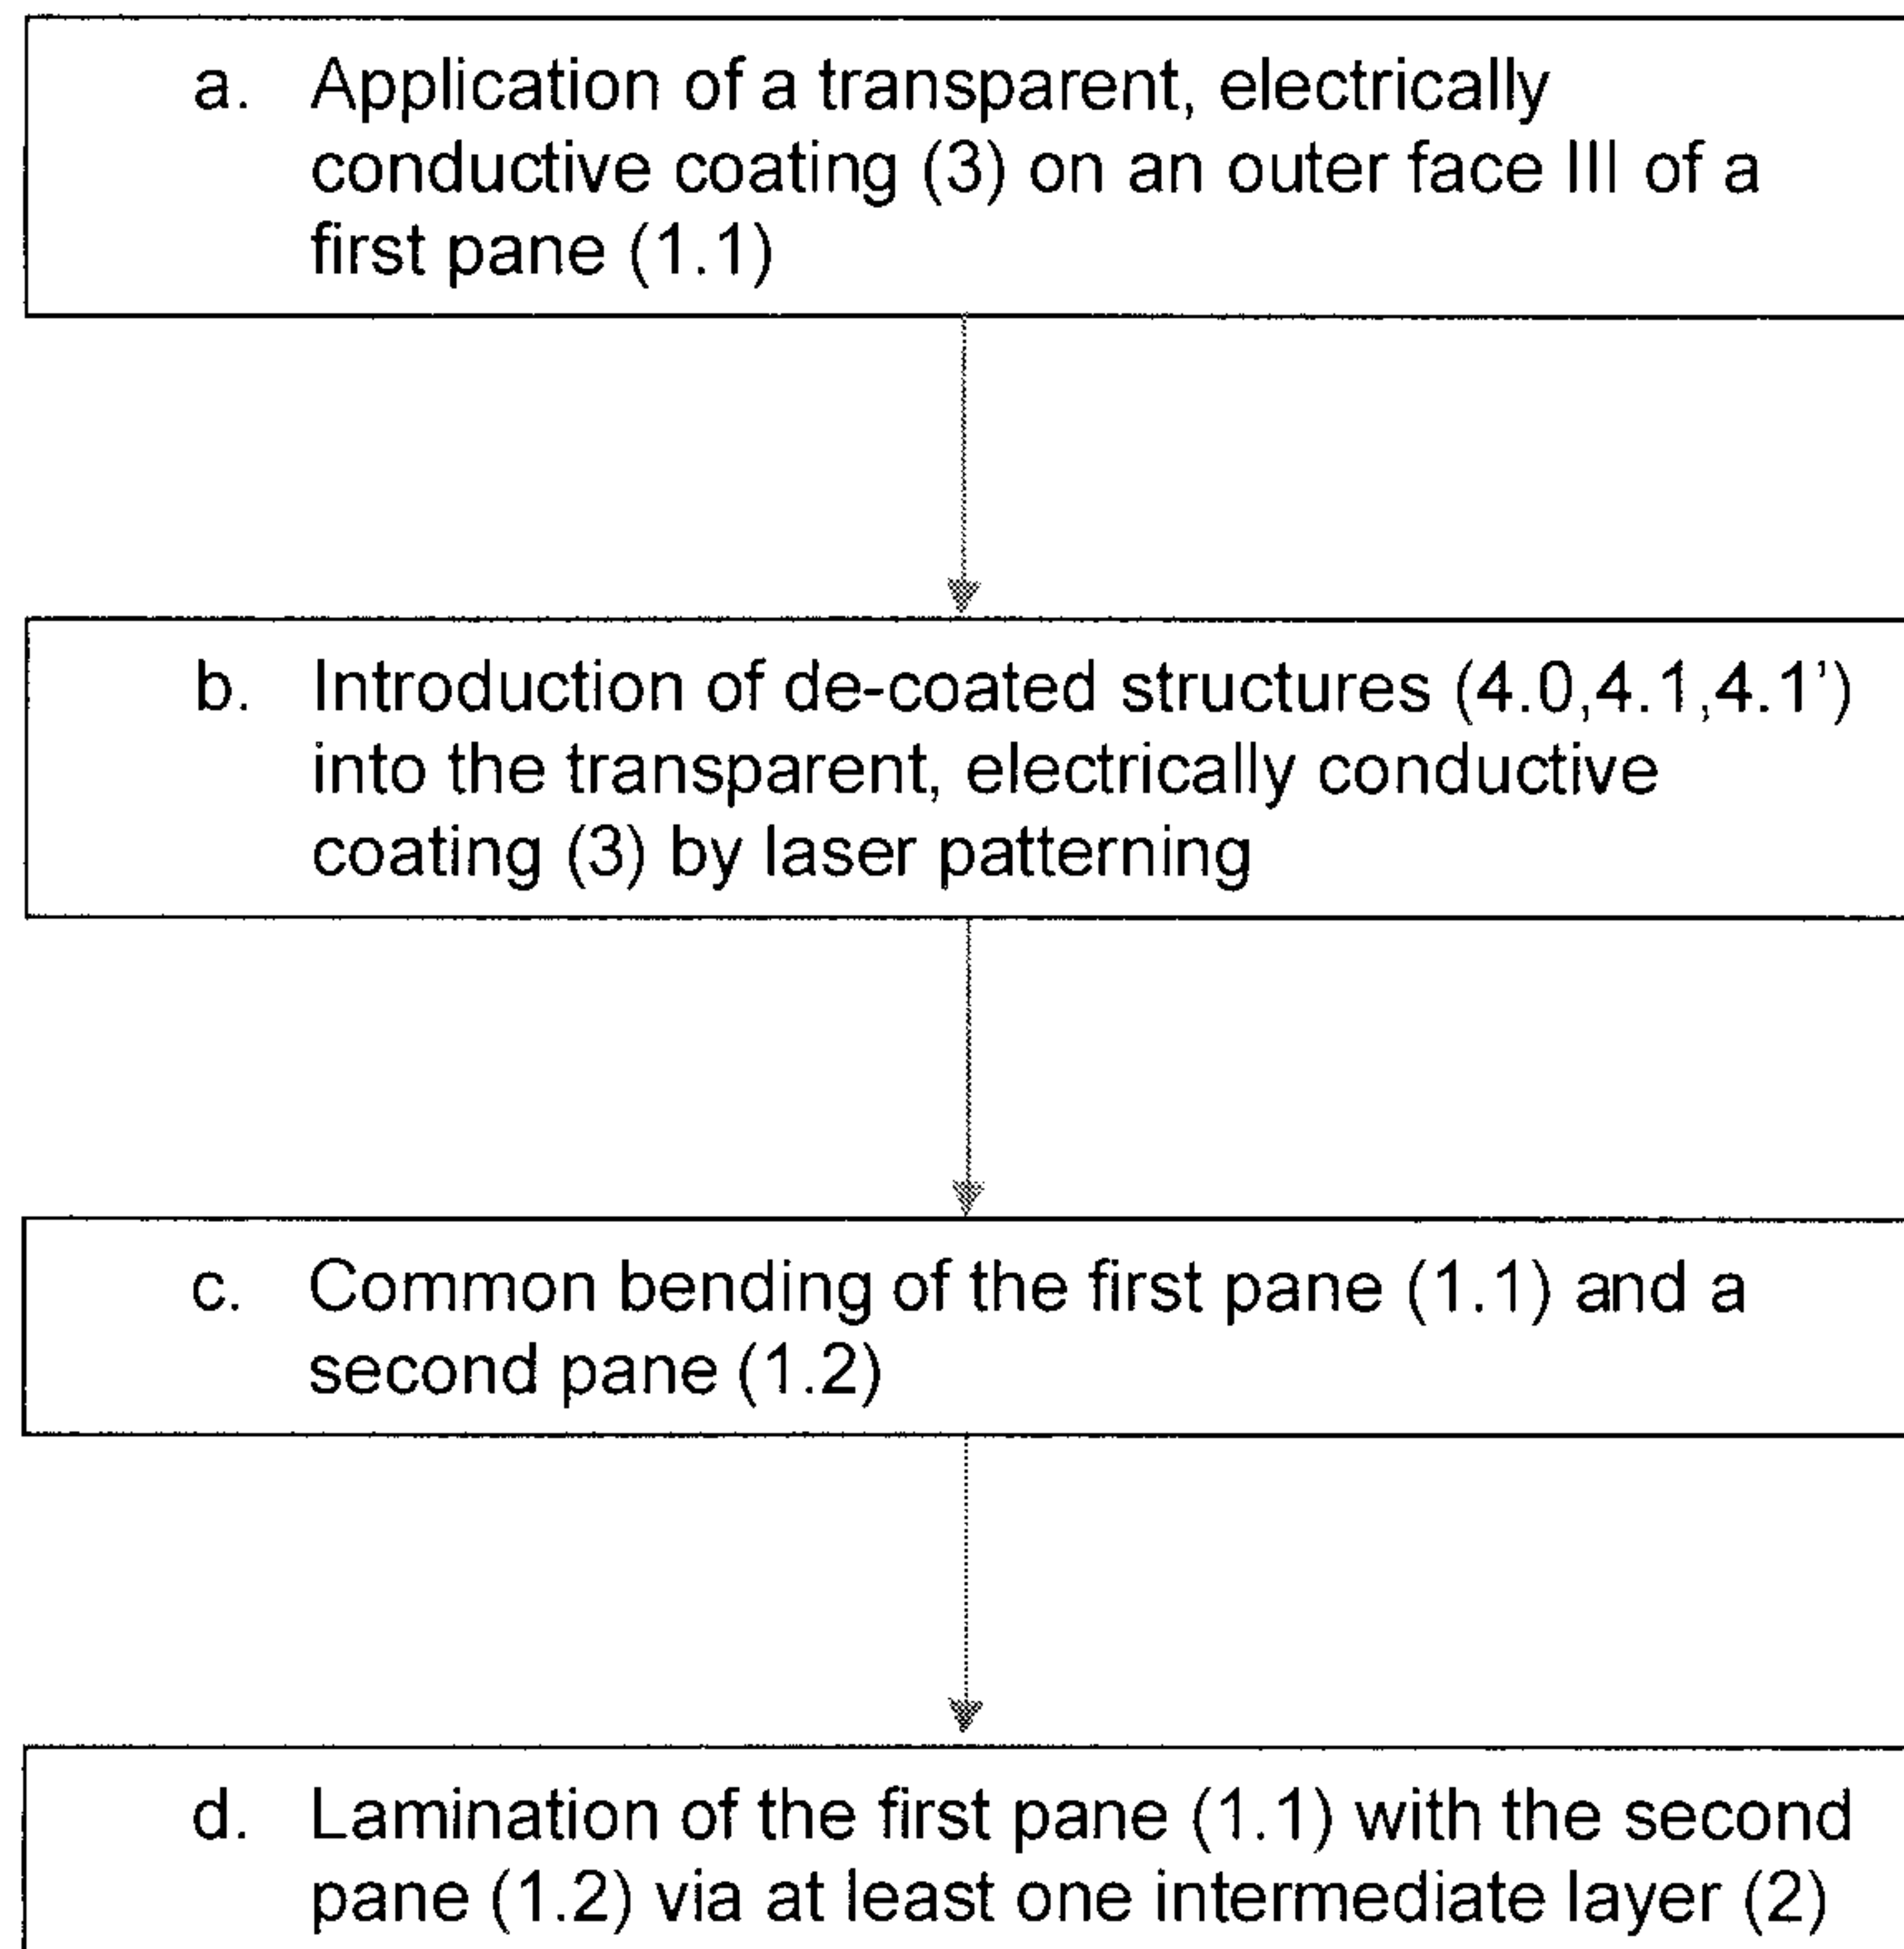 a. Application of a transparent, electrically
conductive coating (3) on an outer face III of a
first pane (1.1)
b. Introduction of de-coated structures (4.0,4.1,4.1')
into the transparent, electrically conductive
coating (3) by laser patterning
c. Common bending of the first pane (1.1) and a
second pane (1.2)
d. Lamination of the first pane (1.1) with the second
pane (1.2) via at least one intermediate layer (2)